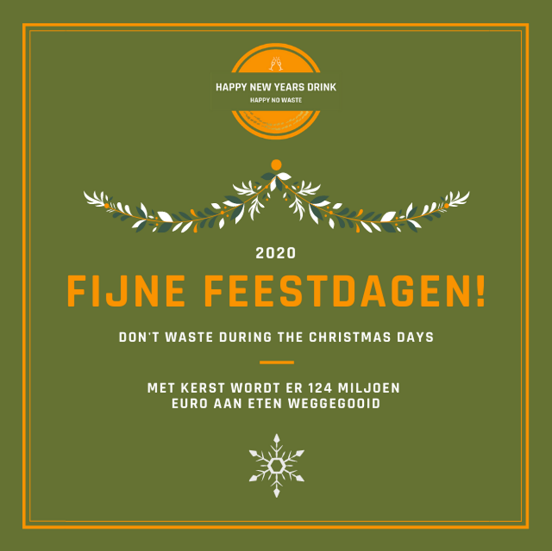 HAPPY NEW YEARS DRINK
HAPPY NO WASTE
2020
FIJNE FEESTDAGEN!
DON'T WASTE DURING THE CHRISTMAS DAYS
MET KERST WORDT ER 124 MILJOEN
EURO AAN ETEN WEGGEGOOID